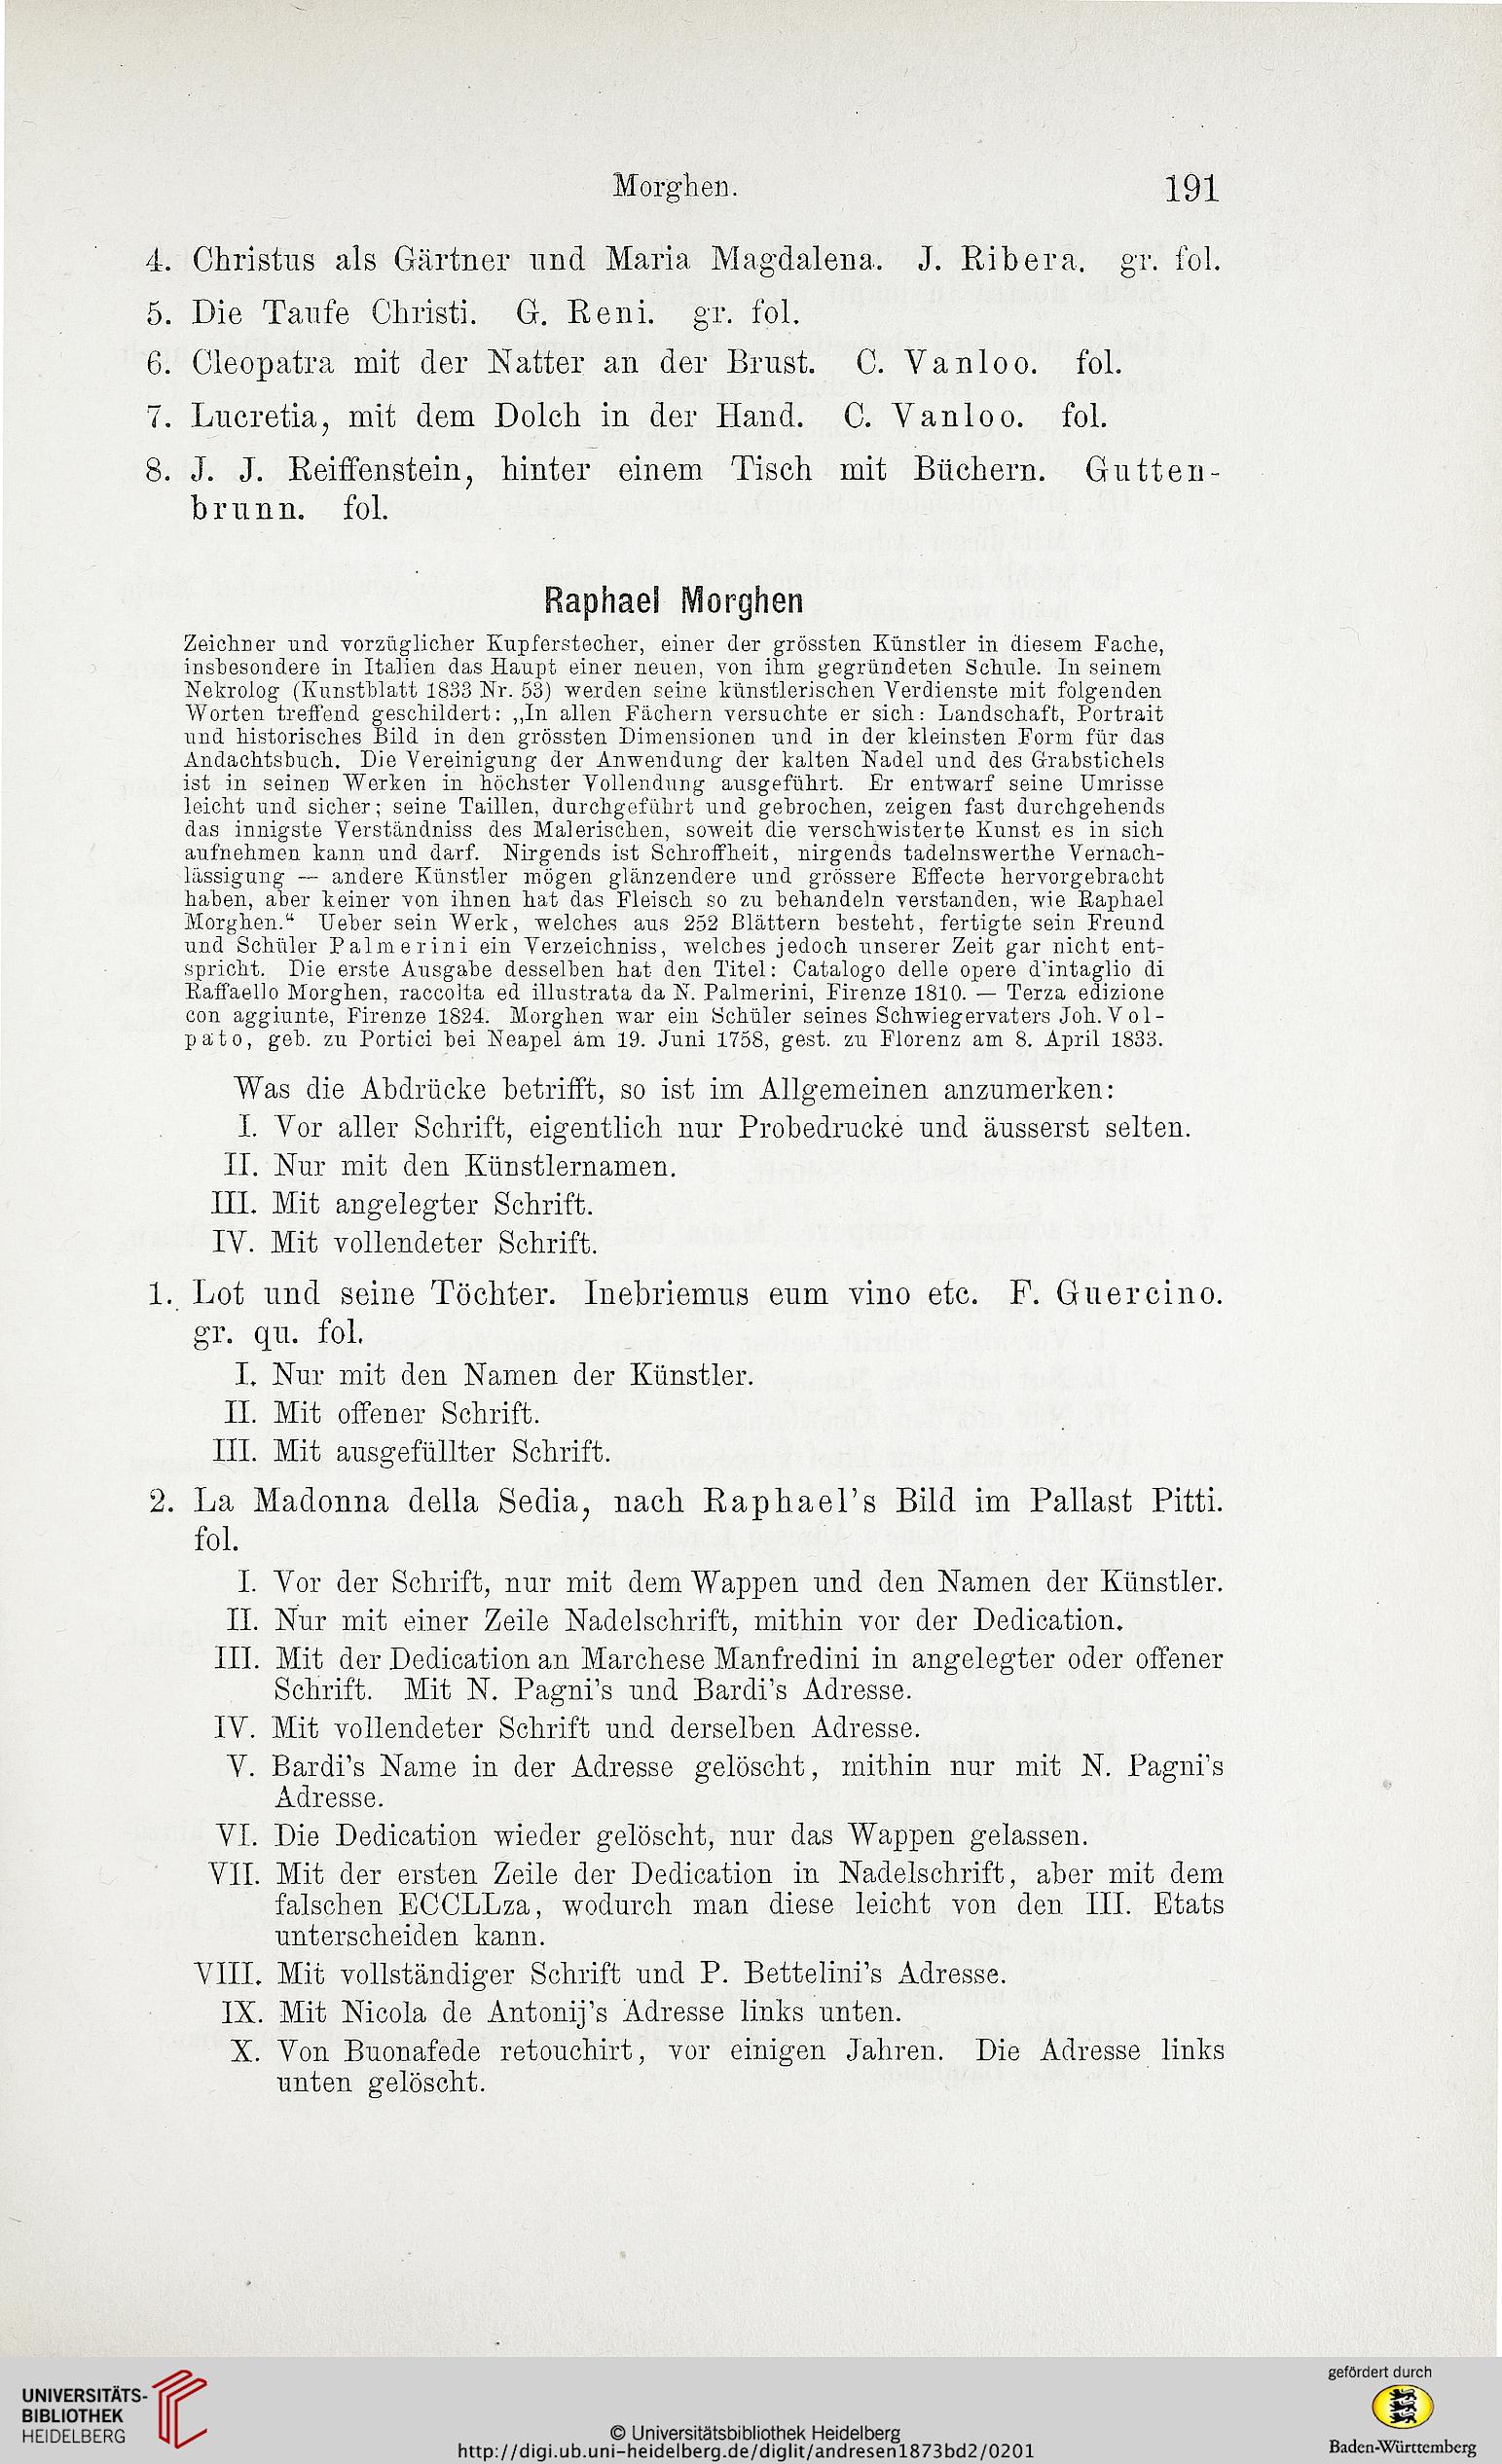 Morghen. 191
4. Christus als Gärtner und Maria Magdalena. J. Ribera. gr. fol.
5. Die Taufe Christi. G. Reni. gr. fol.
6. Cleopatra mit der Natter an der Brust. C. Vanloo. fol.
7. Lucretia, mit dem Dolch in der Hand. C. Vanloo. fol.
8. J. J. Reiffenstein, hinter einem Tisch mit Büchern. Gutten-
brunn. fol.
Raphael Morghen
Zeichner und vorzüglicher Kupferstecher, einer der grössten Künstler in diesem Fache,
insbesondere in Italien das Haupt einer neuen, von ihm gegründeten Schule. In seinem
Nekrolog (Kunstblatt 1833 Nr. 53) werden seine künstlerischen Verdienste mit folgenden
Worten treffend geschildert: „In allen Fächern versuchte er sich: Landschaft, Portrait
und historisches Bild in den grössten Dimensionen und in der kleinsten Form für das
Andachtsbuch. Die Vereinigung der Anwendung der kalten Nadel und des Grabstichels
ist in seinen Werken in höchster Vollendung ausgeführt. Er entwarf seine Umrisse
leicht und sicher; seine Taillen, durchgeführt und gebrochen, zeigen fast durchgehends
das innigste Verständniss des Malerischen, soweit die verschwisterte Kunst es in sich
aufnehmen kann und darf. Nirgends ist Schroffheit, nirgends tadelnswerthe Vernach-
lässigung — andere Künstler mögen glänzendere und grössere Effecte hervorgebracht
haben, aber keiner von ihnen hat das Fleisch so zu behandeln verstanden, wie Raphael
Morghen.“ Ueber sein Werk, welches aus 252 Blättern besteht, fertigte sein Freund
und Schüler Palmerini ein Verzeichniss, welches jedoch unserer Zeit gar nicht ent-
spricht. Die erste Ausgabe desselben hat den Titel: Catalogo delle opere d'intaglio di
Raffaello Morghen, raccolta ed illustrata da N. Palmerini, Firenze 1810. — Terza edizione
con aggiunte, Firenze 1824. Morghen war ein Schüler seines Schwiegervaters Joh. Vol-
pato, geb. zu Portici bei Neapel am 19. Juni 1758, gest. zu Florenz am 8. April 1833.
Was die Abdrücke betrifft, so ist im Allgemeinen anzumerken:
I. Vor aller Schrift, eigentlich nur Probedrucke und äusserst selten.
II. Nur mit den Künstlernamen.
III. Mit angelegter Schrift.
IV. Mit vollendeter Schrift.
1. Lot und seine Töchter. Inebriemus eum vino etc. F. Guercino.
gr. qu. fol.
I. Nur mit den Namen der Künstler.
II. Mit offener Schrift.
III. Mit ausgefüllter Schrift.
2. La Madonna della Sedia, nach Raphael's Bild im Pallast Pitti.
fol.
I. Vor der Schrift, nur mit dem Wappen und den Namen der Künstler.
II. Nur mit einer Zeile Nadelschrift, mithin vor der Dedication.
III. Mit der Dedication an Marchese Manfredini in angelegter oder offener
Schrift. Mit N. Pagni's und Bardi's Adresse.
IV. Mit vollendeter Schrift und derselben Adresse.
V. Bardi's Name in der Adresse gelöscht, mithin nur mit N. Pagni's
Adresse.
VI. Die Dedication wieder gelöscht, nur das Wappen gelassen.
VII. Mit der ersten Zeile der Dedication in Nadelschrift, aber mit dem
falschen ECCLLza, wodurch man diese leicht von den III. Etats
unterscheiden kann.
VIII. Mit vollständiger Schrift und P. Bettelini's Adresse.
IX. Mit Nicola de Antonij's Adresse links unten.
X. Von Buonafede retouchirt, vor einigen Jahren. Die Adresse links
unten gelöscht.
UNIVERSITÄTS-
BIBLIOTHEK
HEIDELBERG
© Universitätsbibliothek Heidelberg
http://digi.ub.uni-heidelberg.de/diglit/andresen1873bd2/0201
gefördert durch
Baden-Württemberg